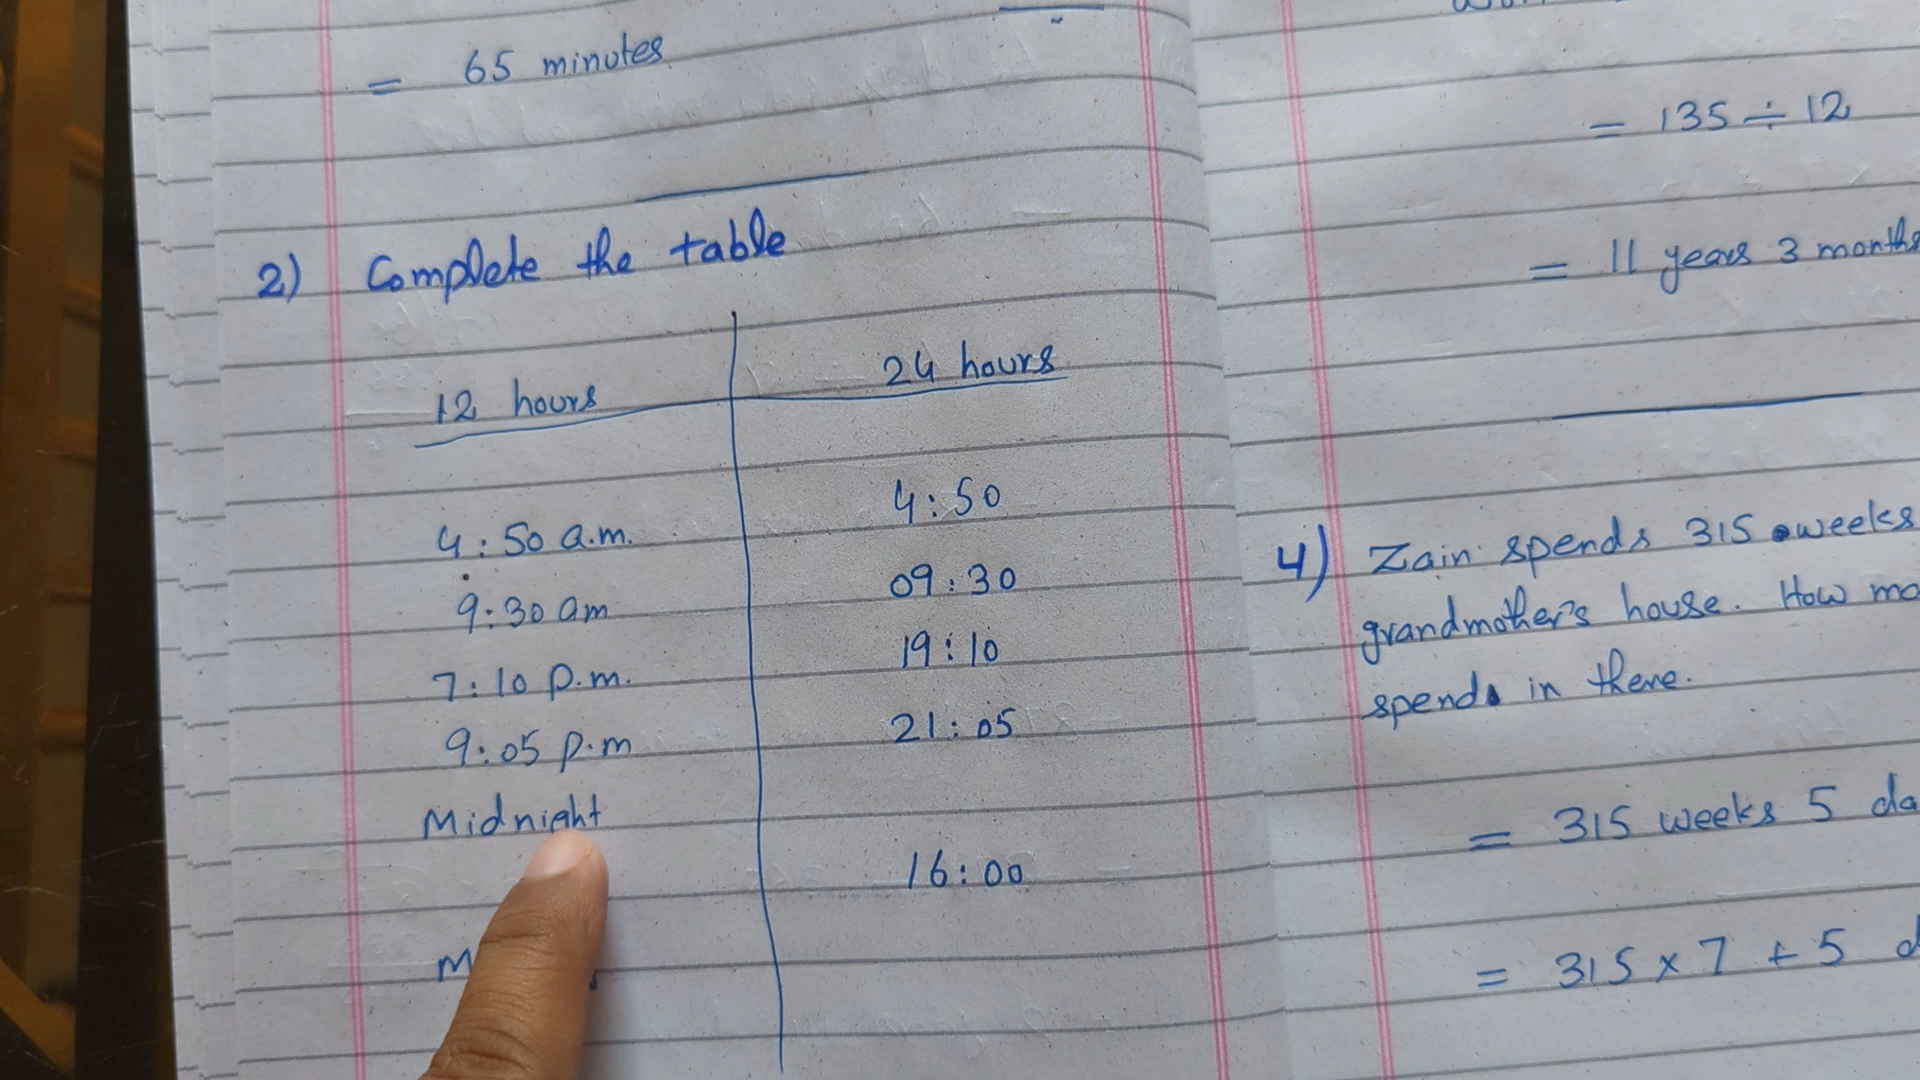 = 65 minutes
2) Complete the table
12 hours 24 hours
4:50 a.m. 4:50
9:30 am 09:30
7:10 p.m. 19:10
9:05 p.m 21:05
Midnight
16:00
= 135 ÷ 12
= 11 years 3 months
4) Zain spends 315 weeks
grandmother's house. How
spends in there.
= 315 weeks 5
= 315 x 7 + 5